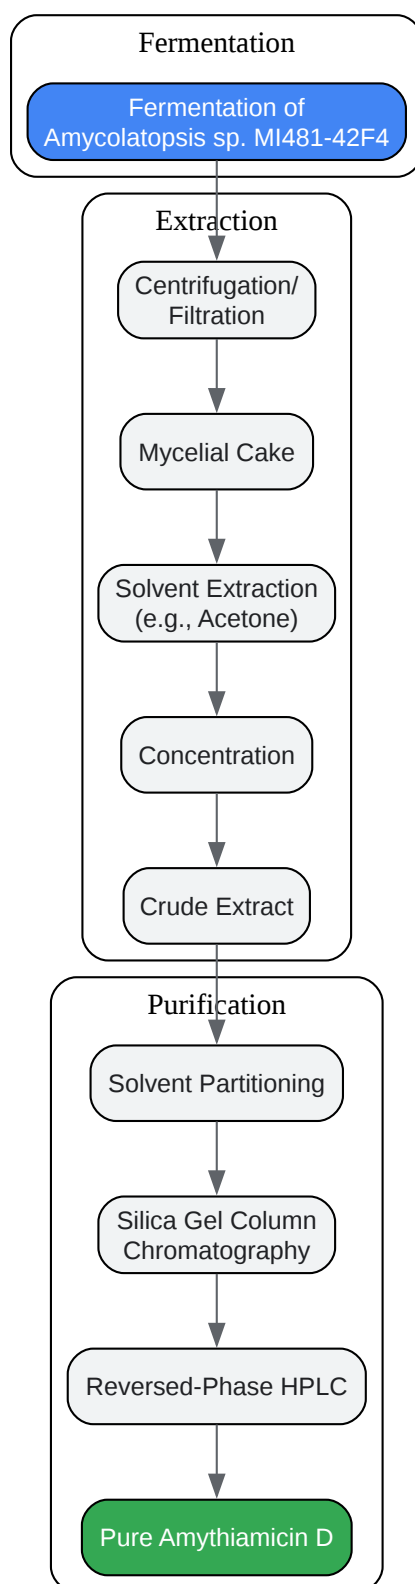 Fermentation
Fermentation of
Amycolatopsis sp. MI481-42F4
Extraction
Centrifugation/
Filtration
Mycelial Cake
Solvent Extraction
(e.g., Acetone)
Concentration
Crude Extract
Purification
Solvent Partitioning
Silica Gel Column
Chromatography
Reversed-Phase HPLC
Pure Amythiamicin D